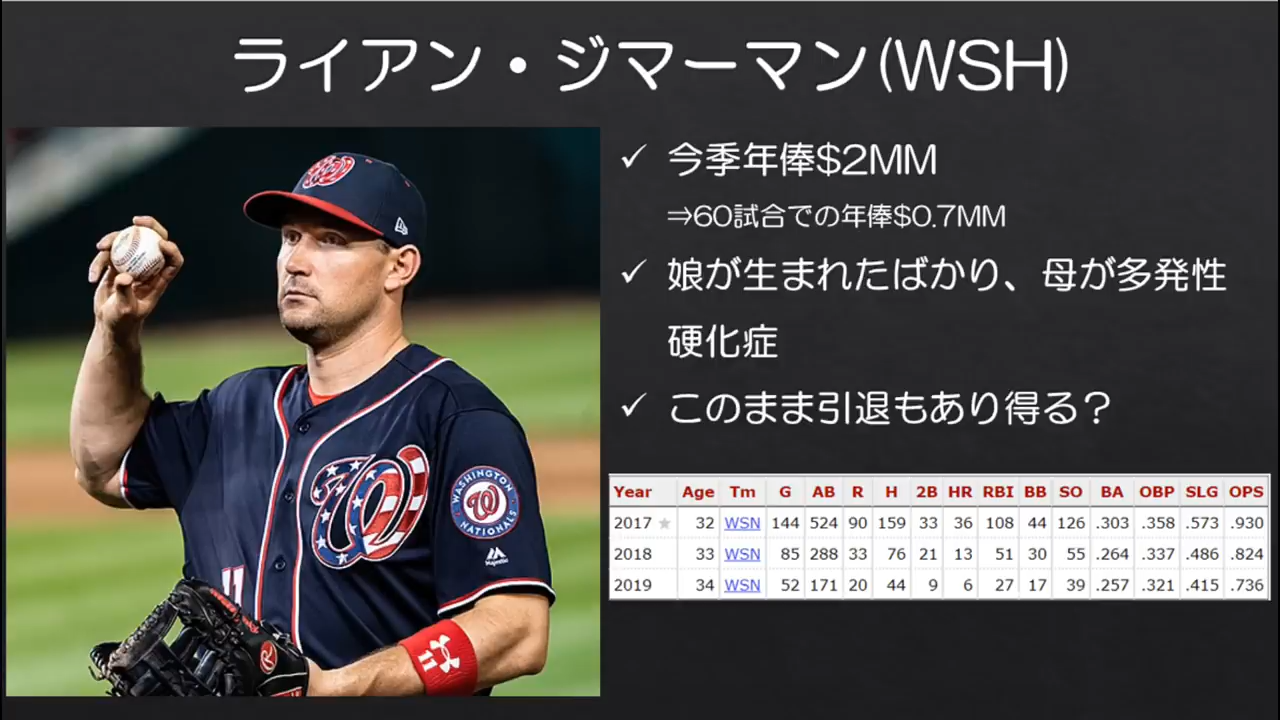 ライアン・ジマーマン(WSH)
✓ 今季年俸$2MM
⇒60試合での年俸$0.7MM
✓ 娘が生まれたばかり、母が多発性
硬化症
✓ このまま引退もあり得る？
Year Age Tm G AB R H 2B HR RBI BB SO BA OBP SLG OPS
2017 ★ 32 WSN 144 524 90 159 33 36 108 44 126 .303 .358 .573 .930
2018 33 WSN 85 288 33 76 21 13 51 30 55 .264 .337 .486 .824
2019 34 WSN 52 171 20 44 9 6 27 17 39 .257 .321 .415 .736
W
W
WASHINGTON
W
NATIONALS
Majestic
11
R
11